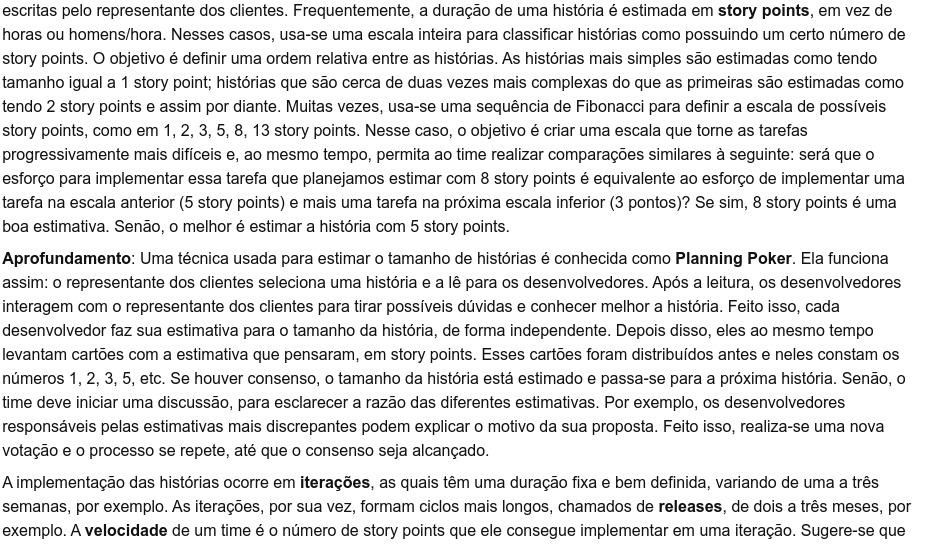 escritas pelo representante dos clientes. Frequentemente, a duração de uma história é estimada em story points, em vez de
horas ou homens/hora. Nesses casos, usa-se uma escala inteira para classificar histórias como possuindo um certo número de
story points. O objetivo é definir uma ordem relativa entre as histórias. As histórias mais simples são estimadas como tendo
tamanho igual a 1 story point; histórias que são cerca de duas vezes mais complexas do que as primeiras são estimadas como
tendo 2 story points e assim por diante. Muitas vezes, usa-se uma sequência de Fibonacci para definir a escala de possíveis
story points, como em 1, 2, 3, 5, 8, 13 story points. Nesse caso, o objetivo é criar uma escala que torne as tarefas
progressivamente mais difíceis e, ao mesmo tempo, permita ao time realizar comparações similares à seguinte: será que o
esforço para implementar essa tarefa que planejamos estimar com 8 story points é equivalente ao esforço de implementar uma
tarefa na escala anterior (5 story points) e mais uma tarefa na próxima escala inferior (3 pontos)? Se sim, 8 story points é uma
boa estimativa. Senão, o melhor é estimar a história com 5 story points.
Aprofundamento: Uma técnica usada para estimar o tamanho de histórias é conhecida como Planning Poker. Ela funciona
assim: o representante dos clientes seleciona uma história e a lê para os desenvolvedores. Após a leitura, os desenvolvedores
interagem com o representante dos clientes para tirar possíveis dúvidas e conhecer melhor a história. Feito isso, cada
desenvolvedor faz sua estimativa para o tamanho da história, de forma independente. Depois disso, eles ao mesmo tempo
levantam cartões com a estimativa que pensaram, em story points. Esses cartões foram distribuídos antes e neles constam os
números 1, 2, 3, 5, etc. Se houver consenso, o tamanho da história está estimado e passa-se para a próxima história. Senão, o
time deve iniciar uma discussão, para esclarecer a razão das diferentes estimativas. Por exemplo, os desenvolvedores
responsáveis pelas estimativas mais discrepantes podem explicar o motivo da sua proposta. Feito isso, realiza-se uma nova
votação e o processo se repete, até que o consenso seja alcançado.
A implementação das histórias ocorre em iterações, as quais têm uma duração fixa e bem definida, variando de uma a três
semanas, por exemplo. As iterações, por sua vez, formam ciclos mais longos, chamados de releases, de dois a três meses, por
exemplo. A velocidade de um time é o número de story points que ele consegue implementar em uma iteração. Sugere-se que